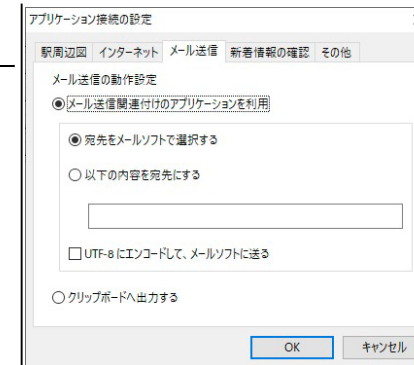 アプリケーション接続の設定
駅周辺図 インターネット メール送信 新着情報の確認 その他
メール送信の動作設定
メール送信関連付けのアプリケーションを利用
宛先をメールソフトで選択する
以下の内容を宛先にする
UTF-8 にエンコードして、メールソフトに送る
クリップボードへ出力する
OK キャンセル